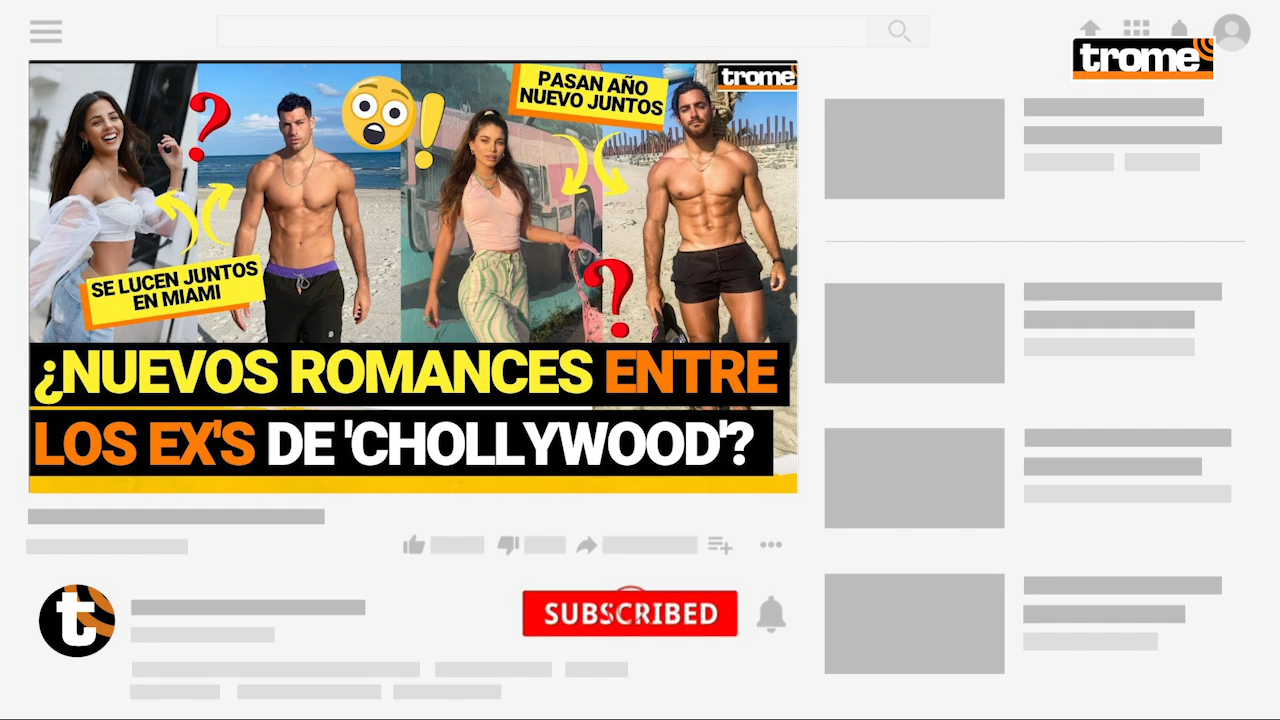 trome
trome
PASAN AÑO
NUEVO JUNTOS
SE LUCEN JUNTOS
EN MIAMI
¿NUEVOS ROMANCES ENTRE
LOS EX'S DE 'CHOLLYWOOD'?
t
SUBSCRIBED